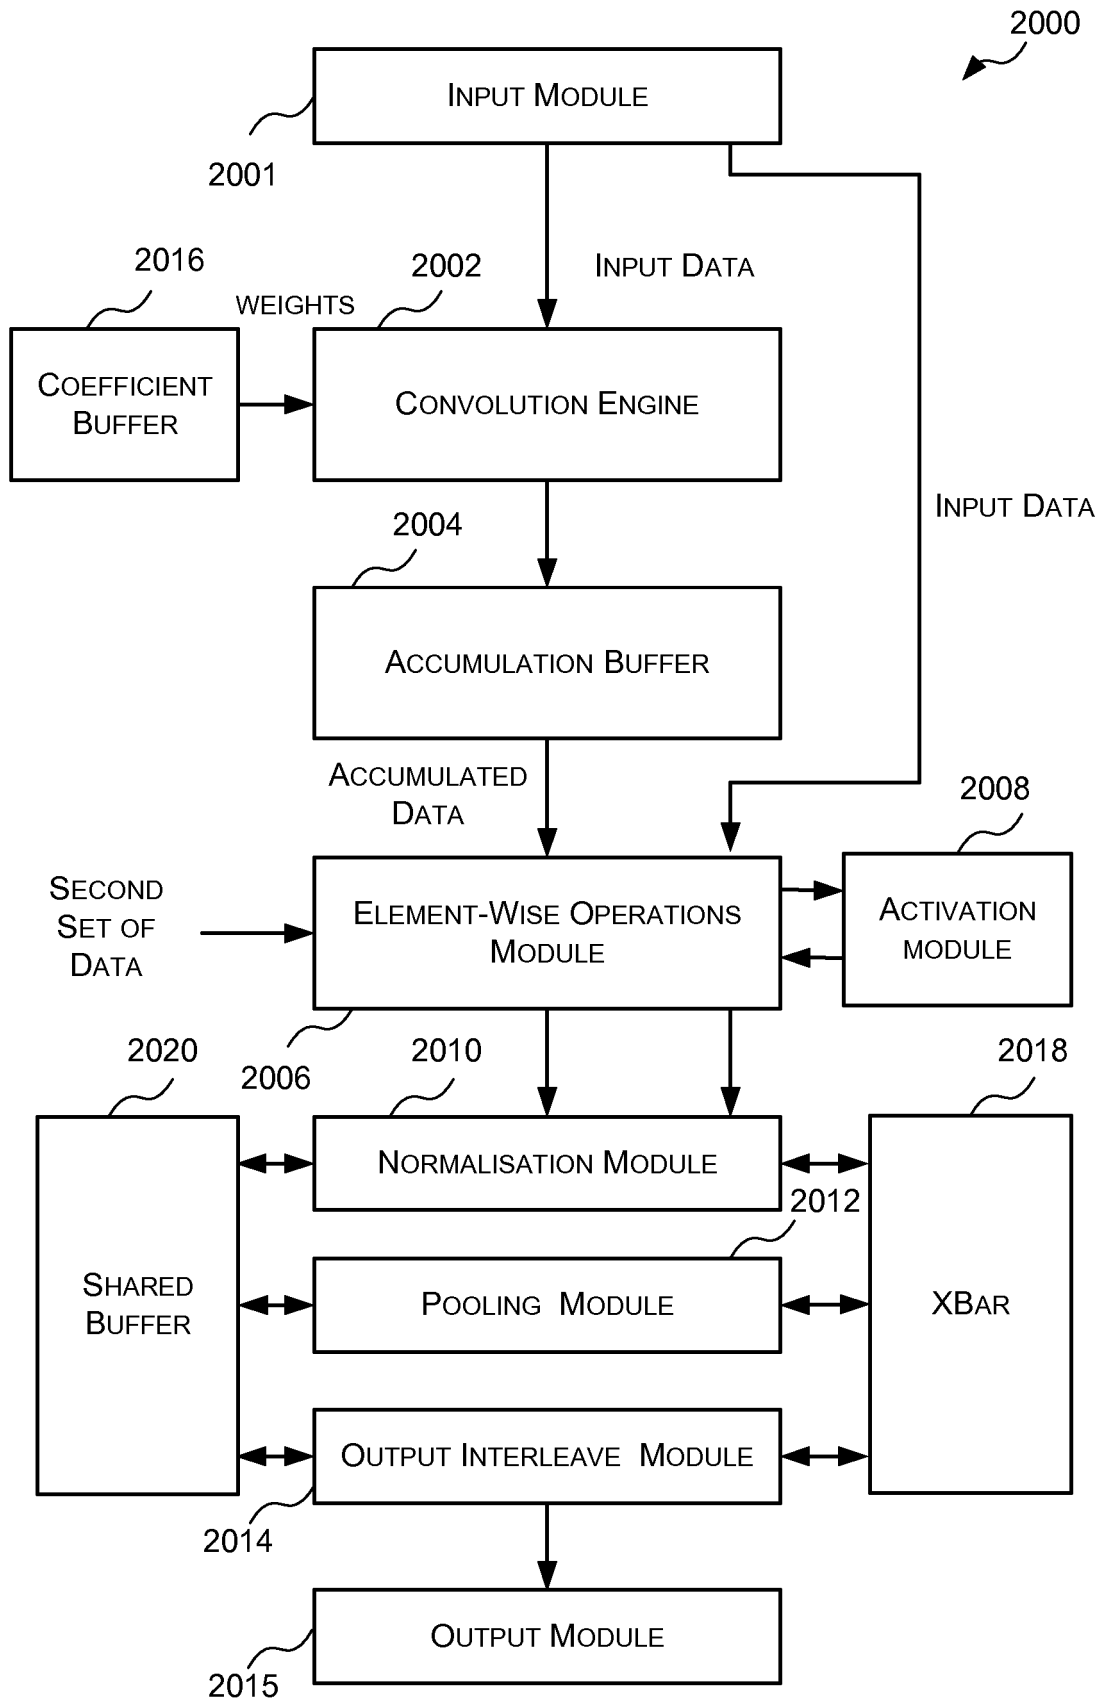 2000
INPUT MODULE
2001
2016
2002
INPUT DATA
WEIGHTS
COEFFICIENT
BUFFER
CONVOLUTION ENGINE
INPUT DATA
2004
ACCUMULATION BUFFER
ACCUMULATED
DATA
2008
SECOND
SET OF
DATA
ELEMENT-WISE OPERATIONS
MODULE
ACTIVATION
MODULE
2020
2006
2010
2018
NORMALISATION MODULE
2012
SHARED
BUFFER
POOLING MODULE
XBAR
OUTPUT INTERLEAVE MODULE
2014
OUTPUT MODULE
2015